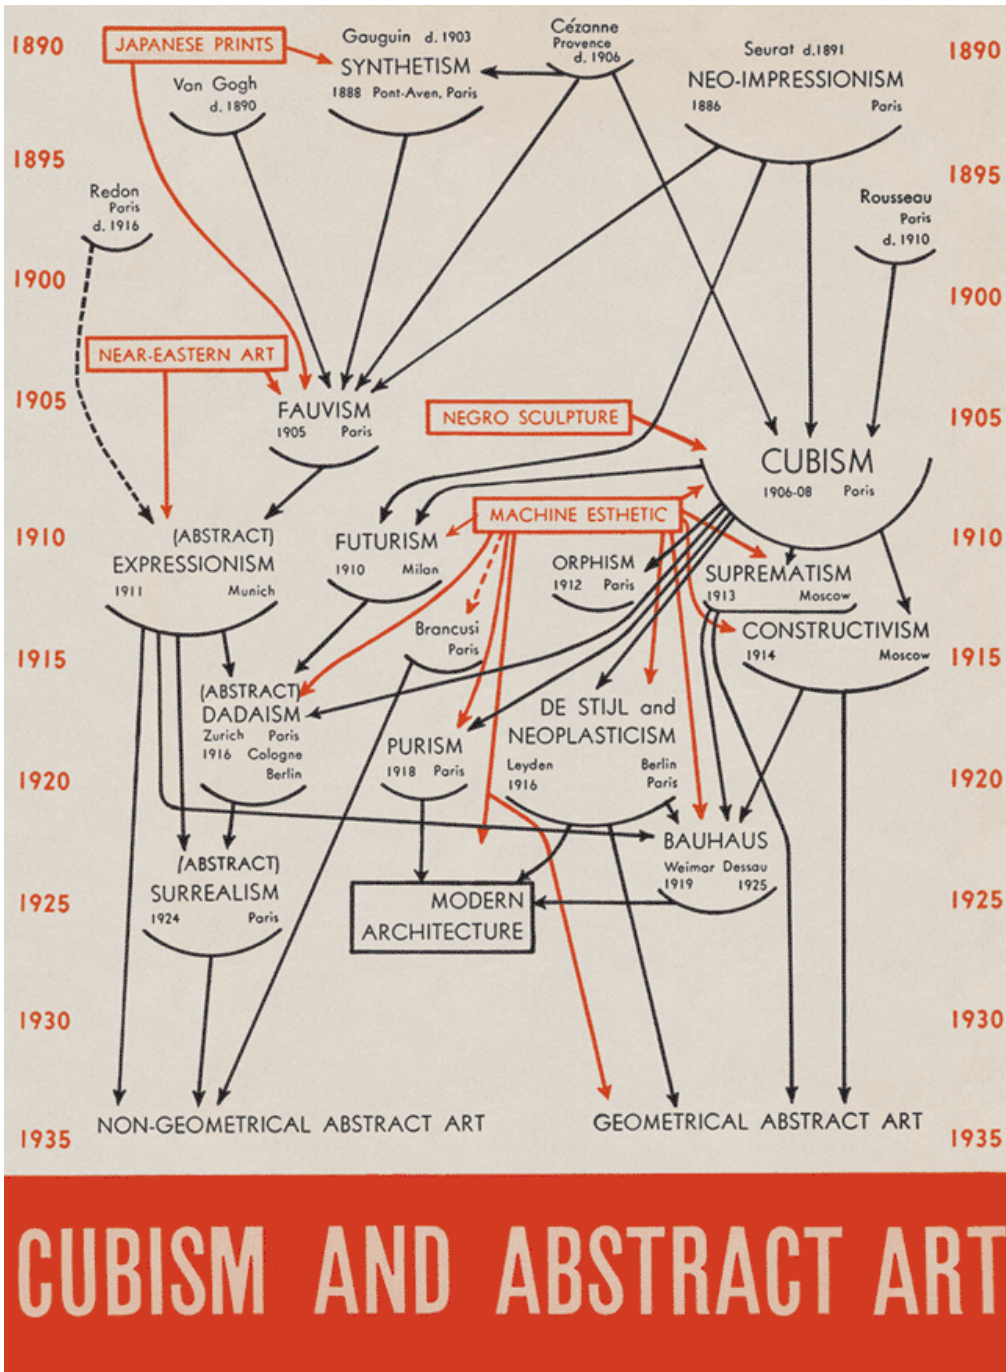 1890
JAPANESE PRINTS
Gauguin d. 1903
SYNTHETISM
1888 Pont-Aven, Paris
Cézanne
Provence
d. 1906
Seurat d.1891
NEO-IMPRESSIONISM
1886 Paris
1890
Van Gogh
d. 1890
1895
1895
Redon
Paris
d. 1916
Rousseau
Paris
d. 1910
1900
1900
NEAR-EASTERN ART
1905
FAUVISM
1905 Paris
NEGRO SCULPTURE
1905
CUBISM
1906-08 Paris
1910
(ABSTRACT)
EXPRESSIONISM
1911 Munich
MACHINE ESTHETIC
FUTURISM
1910 Milan
ORPHISM
1912 Paris
SUPREMATISM
1913 Moscow
1910
Brancusi
Paris
CONSTRUCTIVISM
1914 Moscow
1915
1915
(ABSTRACT)
DADAISM
Zurich Paris
1916 Cologne
Berlin
PURISM
1918 Paris
DE STIJL and
NEOPLASTICISM
Leyden Berlin
1916 Paris
1920
1920
(ABSTRACT)
SURREALISM
1924 Paris
BAUHAUS
Weimar Dessau
1919 1925
1925
MODERN
ARCHITECTURE
1925
1930
1930
NON-GEOMETRICAL ABSTRACT ART
GEOMETRICAL ABSTRACT ART
1935
1935
CUBISM AND ABSTRACT ART